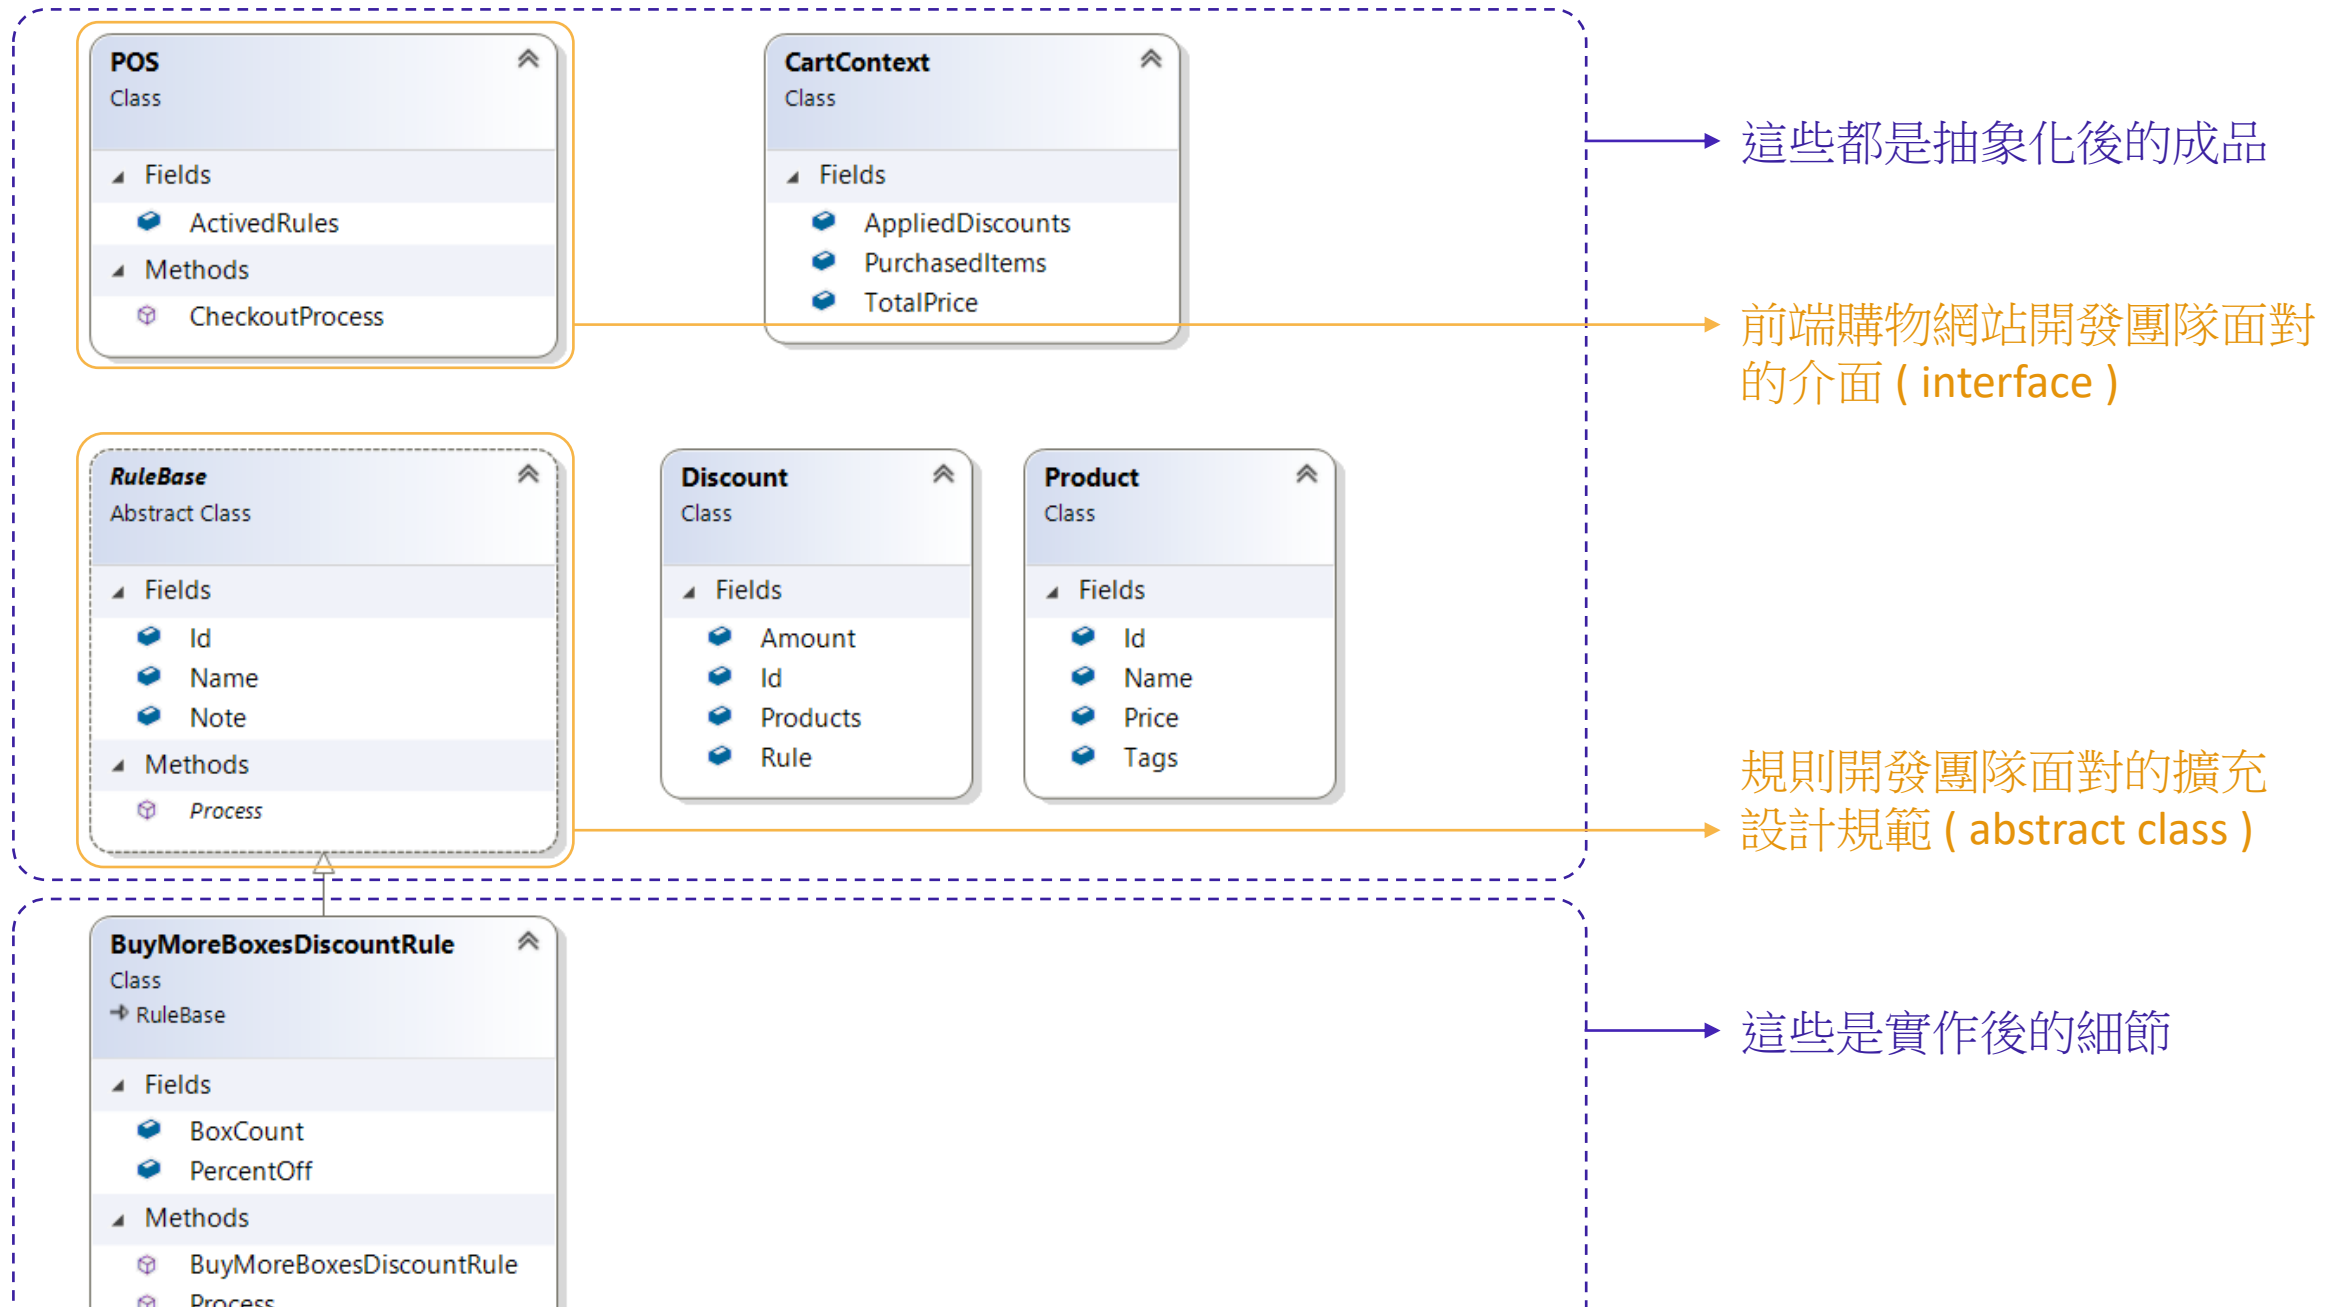 POS
Class
Fields
ActivedRules
Methods
CheckoutProcess
CartContext
Class
Fields
AppliedDiscounts
PurchasedItems
TotalPrice
這些都是抽象化後的成品
前端購物網站開發團隊面對
的介面 ( interface )
RuleBase
Abstract Class
Fields
Id
Name
Note
Methods
Process
Discount
Class
Fields
Amount
Id
Products
Rule
Product
Class
Fields
Id
Name
Price
Tags
規則開發團隊面對的擴充
設計規範 ( abstract class )
BuyMoreBoxesDiscountRule
Class
RuleBase
Fields
BoxCount
PercentOff
Methods
BuyMoreBoxesDiscountRule
Process
這些是實作後的細節